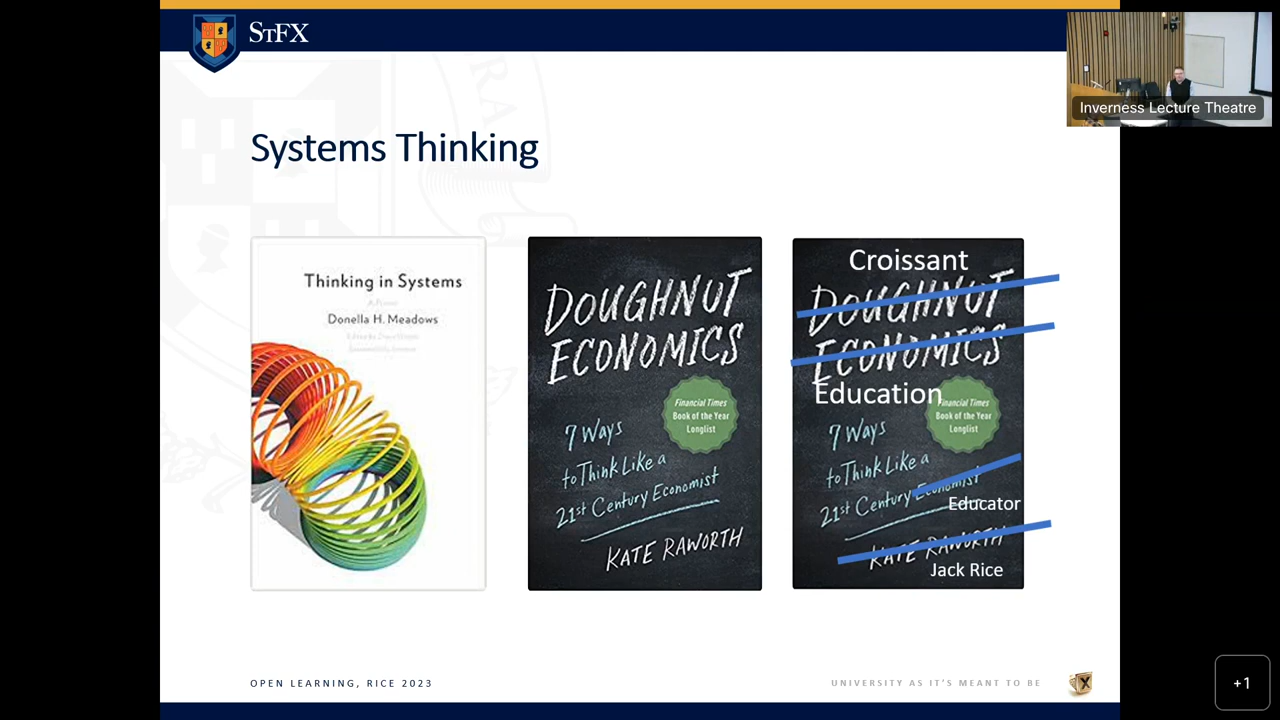 STFX
Inverness Lecture Theatre
Systems Thinking
Thinking in Systems
A Primer
Donella H. Meadows
DOUGHNUT
ECONOMICS
Financial Times
Book of the Year
Longlist
7 Ways
to Think Like a
21st Century Economist
KATE RAWORTH
Croissant
DOUGHNUT
ECONOMICS
Education
Financial Times
Book of the Year
Longlist
7 Ways
to Think Like a
21st Century Economist
Educator
KATE RAWORTH
Jack Rice
OPEN LEARNING, RICE 2023
UNIVERSITY AS IT'S MEANT TO BE
X
+1